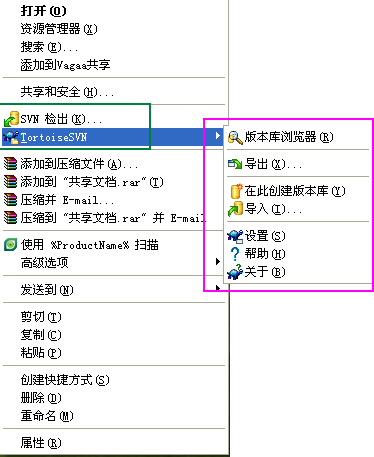 打开(O)
资源管理器(X)
搜索(E)...
添加到Vagaa共享
共享和安全(H)...
SVN 检出(K)...
TortoiseSVN
添加到压缩文件(A)...
添加到 "共享文档.rar"(T)
压缩并 E-mail...
压缩到 "共享文档.rar" 并 E-mail
使用 %ProductName% 扫描
高级选项
发送到(N)
剪切(T)
复制(C)
粘贴(P)
创建快捷方式(S)
删除(D)
重命名(M)
属性(R)
版本库浏览器(R)
导出(X)...
在此创建版本库(Y)
导入(I)...
设置(S)
帮助(H)
关于(B)